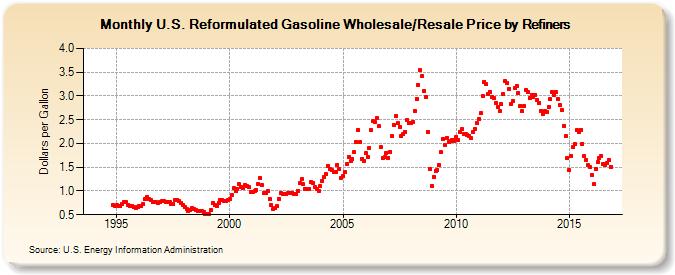 Monthly U.S. Reformulated Gasoline Wholesale/Resale Price by Refiners
Dollars per Gallon
4.0
3.5
3.0
2.5
2.0
1.5
1.0
0.5
1995 2000 2005 2010 2015
Source: U.S. Energy Information Administration